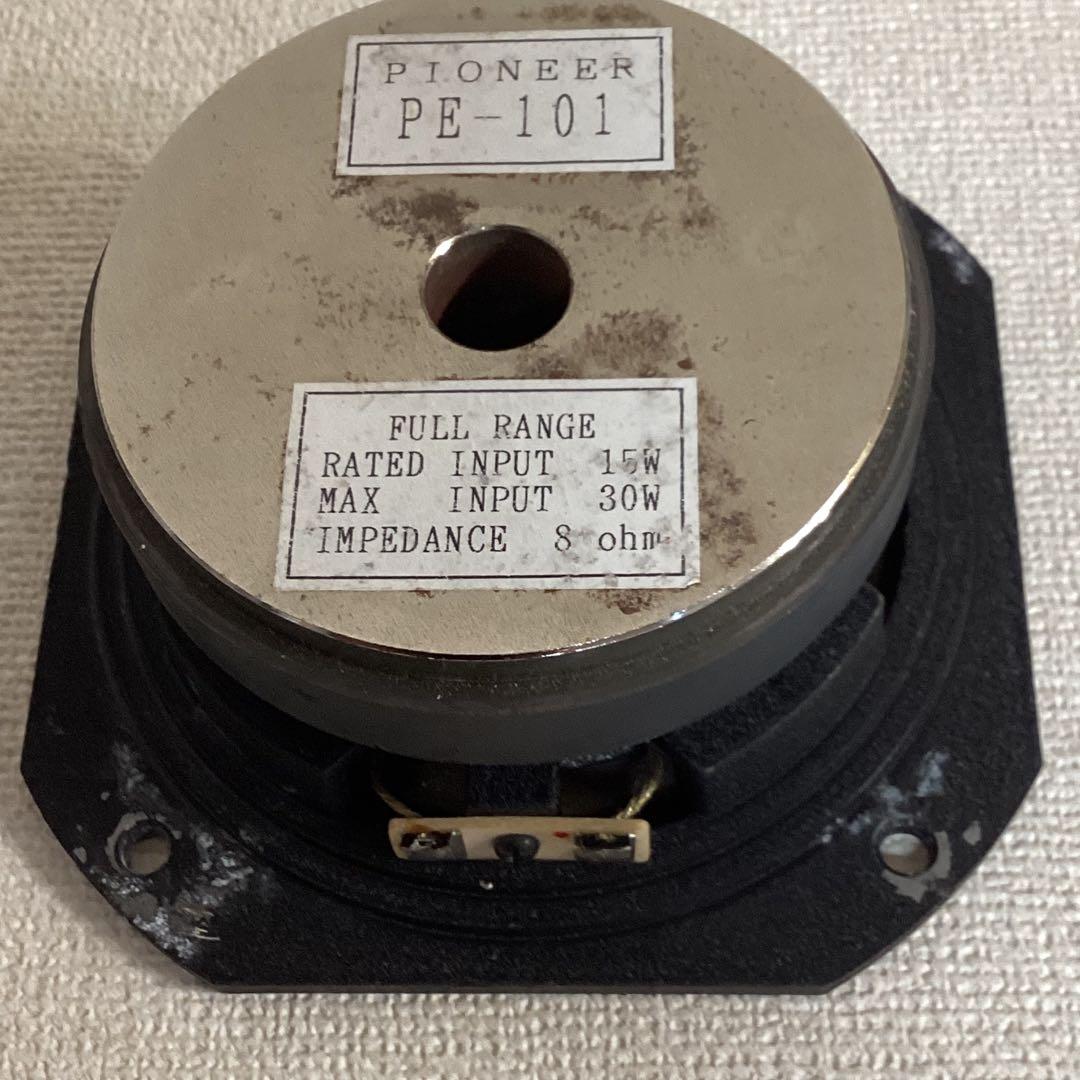 PIONEER
PE-101
FULL RANGE
RATED INPUT 15W
MAX INPUT 30W
IMPEDANCE 8 ohm